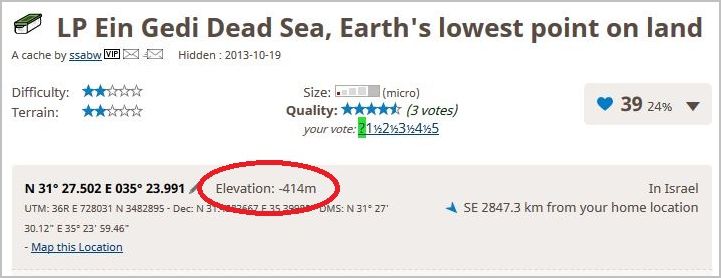 LP Ein Gedi Dead Sea, Earth's lowest point on land
A cache by ssabw VIP Hidden : 2013-10-19
Difficulty:
Terrain:
Size: (micro)
Quality: (3 votes)
your vote: ?1½2½3½4½5
39 24%
N 31° 27.502 E 035° 23.991 Elevation: -414m
In Israel
UTM: 36R E 728031 N 3482895 - Dec: N 31. E 35. DMS: N 31° 27'
30.12" E 35° 23' 59.46"
SE 2847.3 km from your home location
- Map this Location